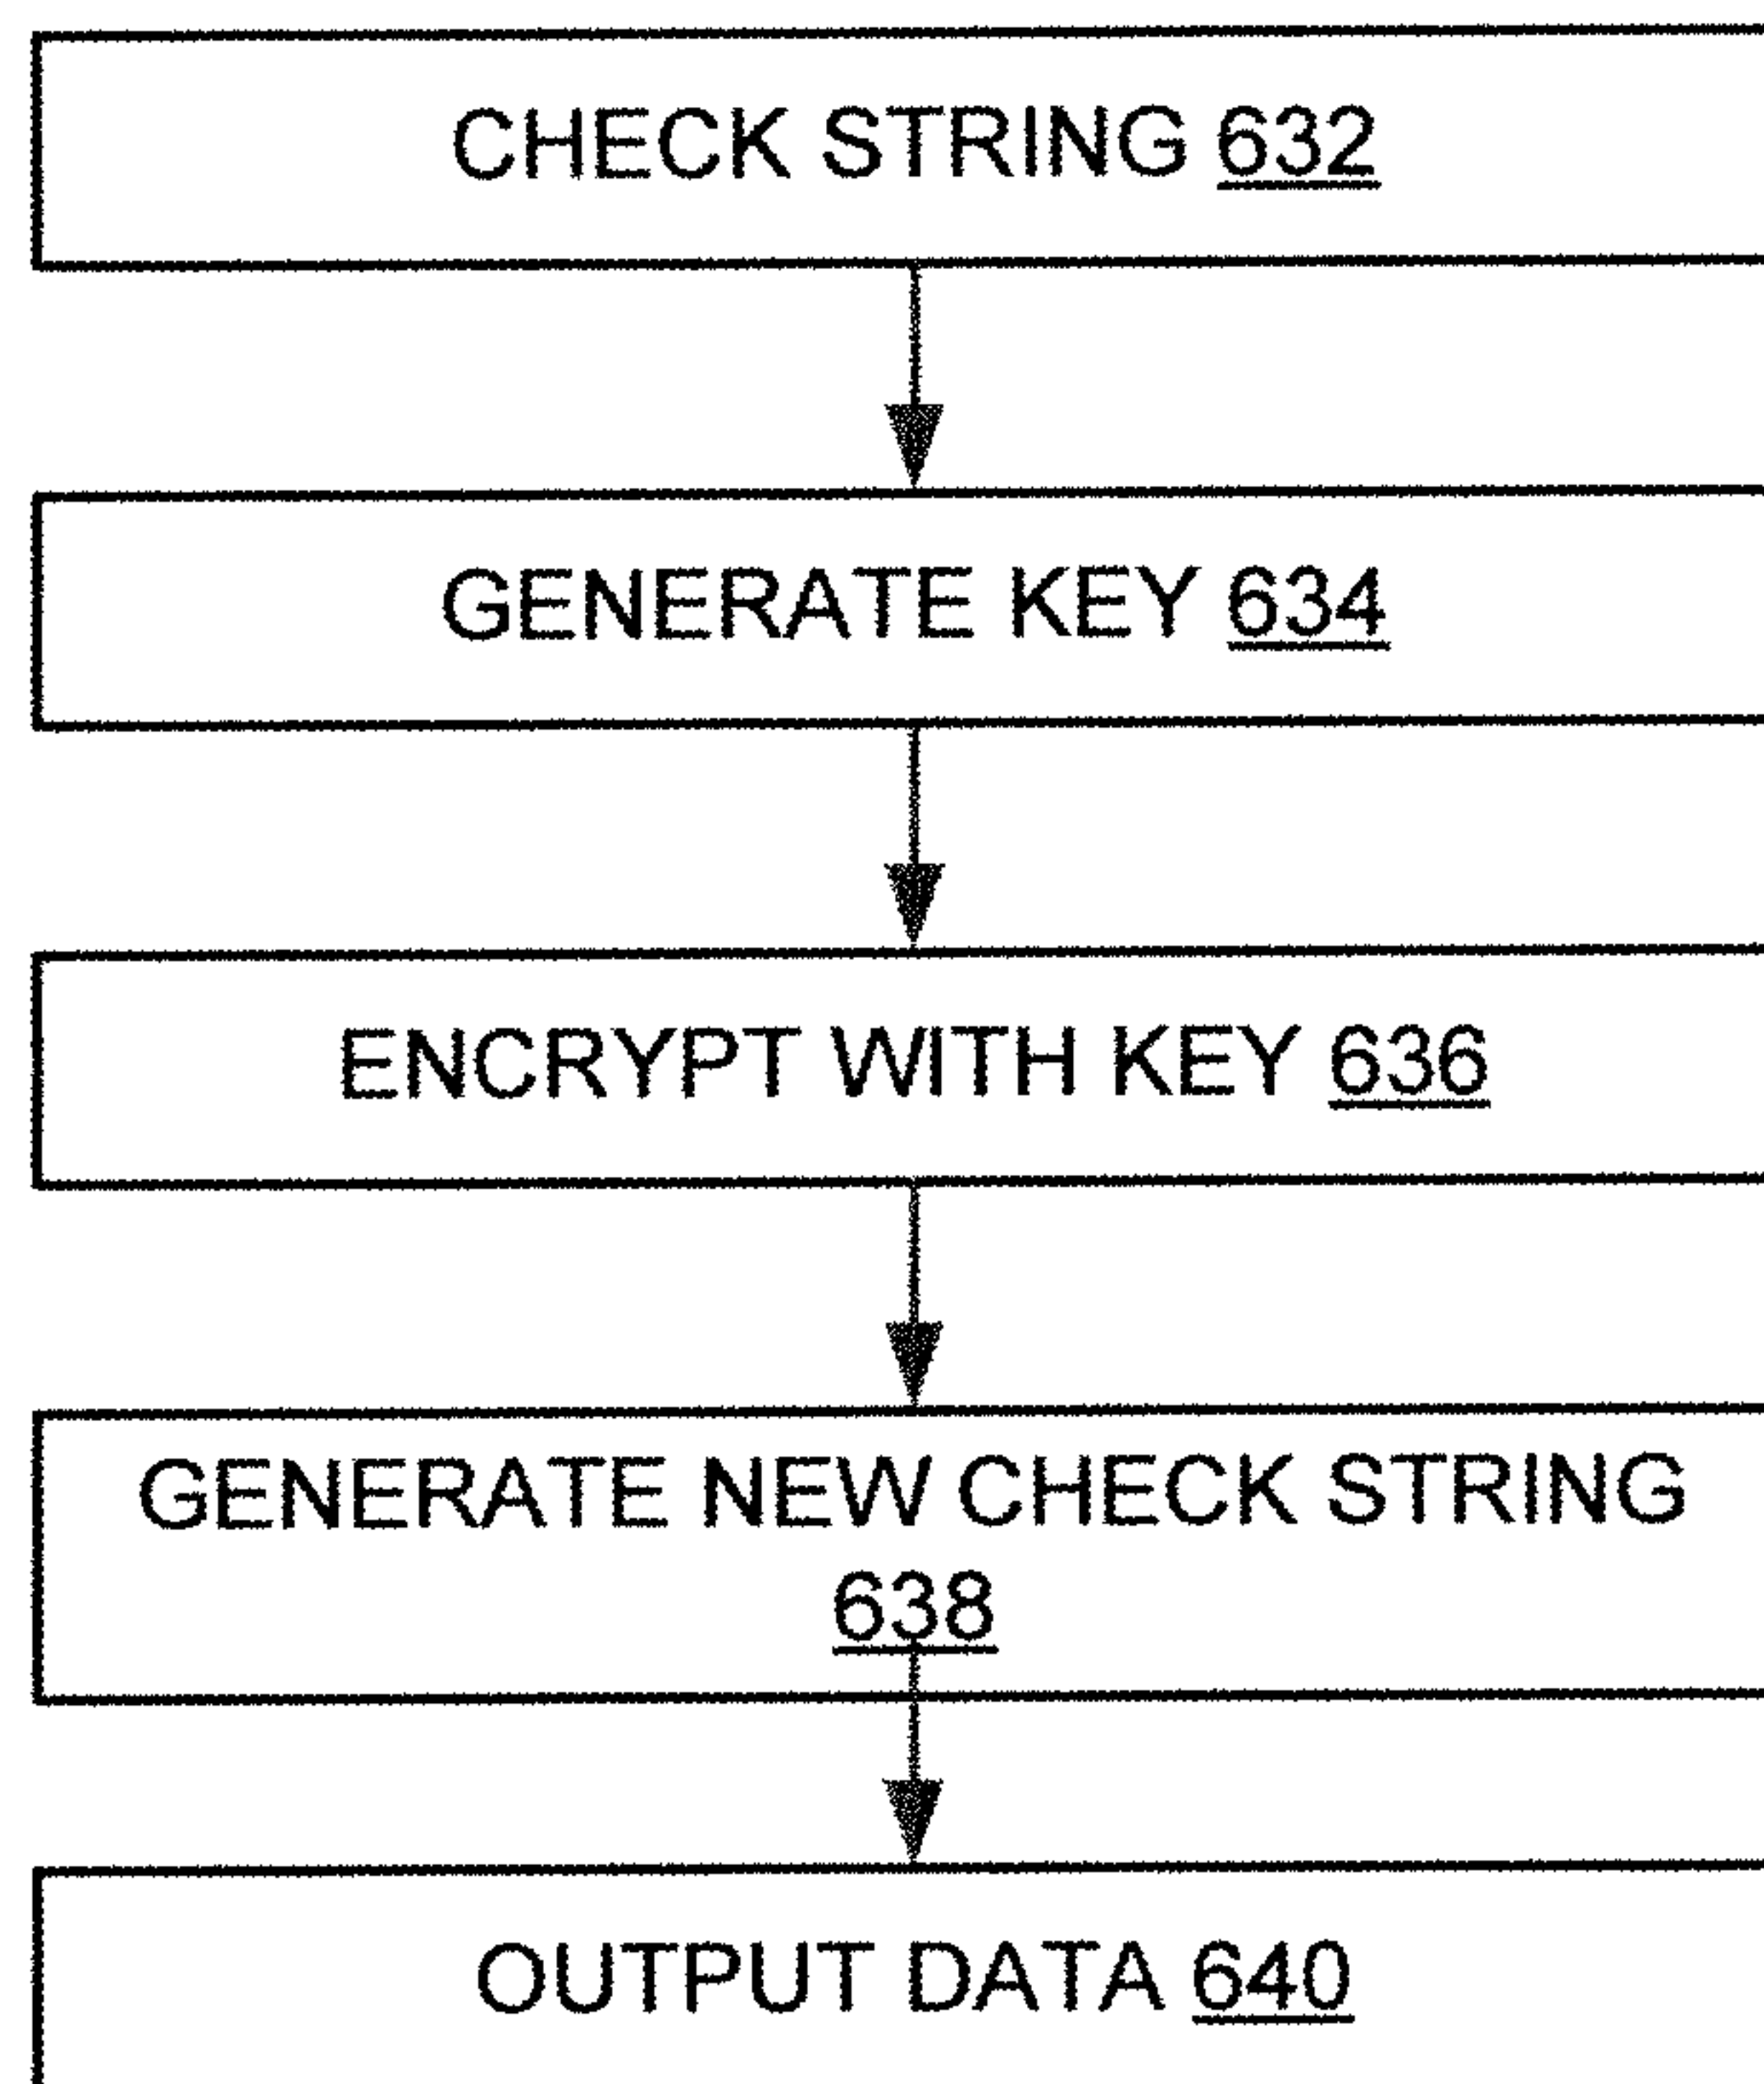 CHECK STRING 632
GENERATE KEY 634
ENCRYPT WITH KEY 636
GENERATE NEW CHECK STRING
638
OUTPUT DATA 640